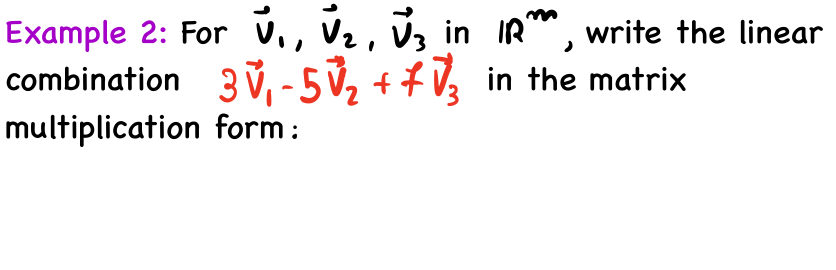 Example 2: For v⃗₁, v⃗₂, v⃗₃ in ℝᵐ, write the linear
combination 3v⃗₁ - 5v⃗₂ + 7v⃗₃ in the matrix
multiplication form: